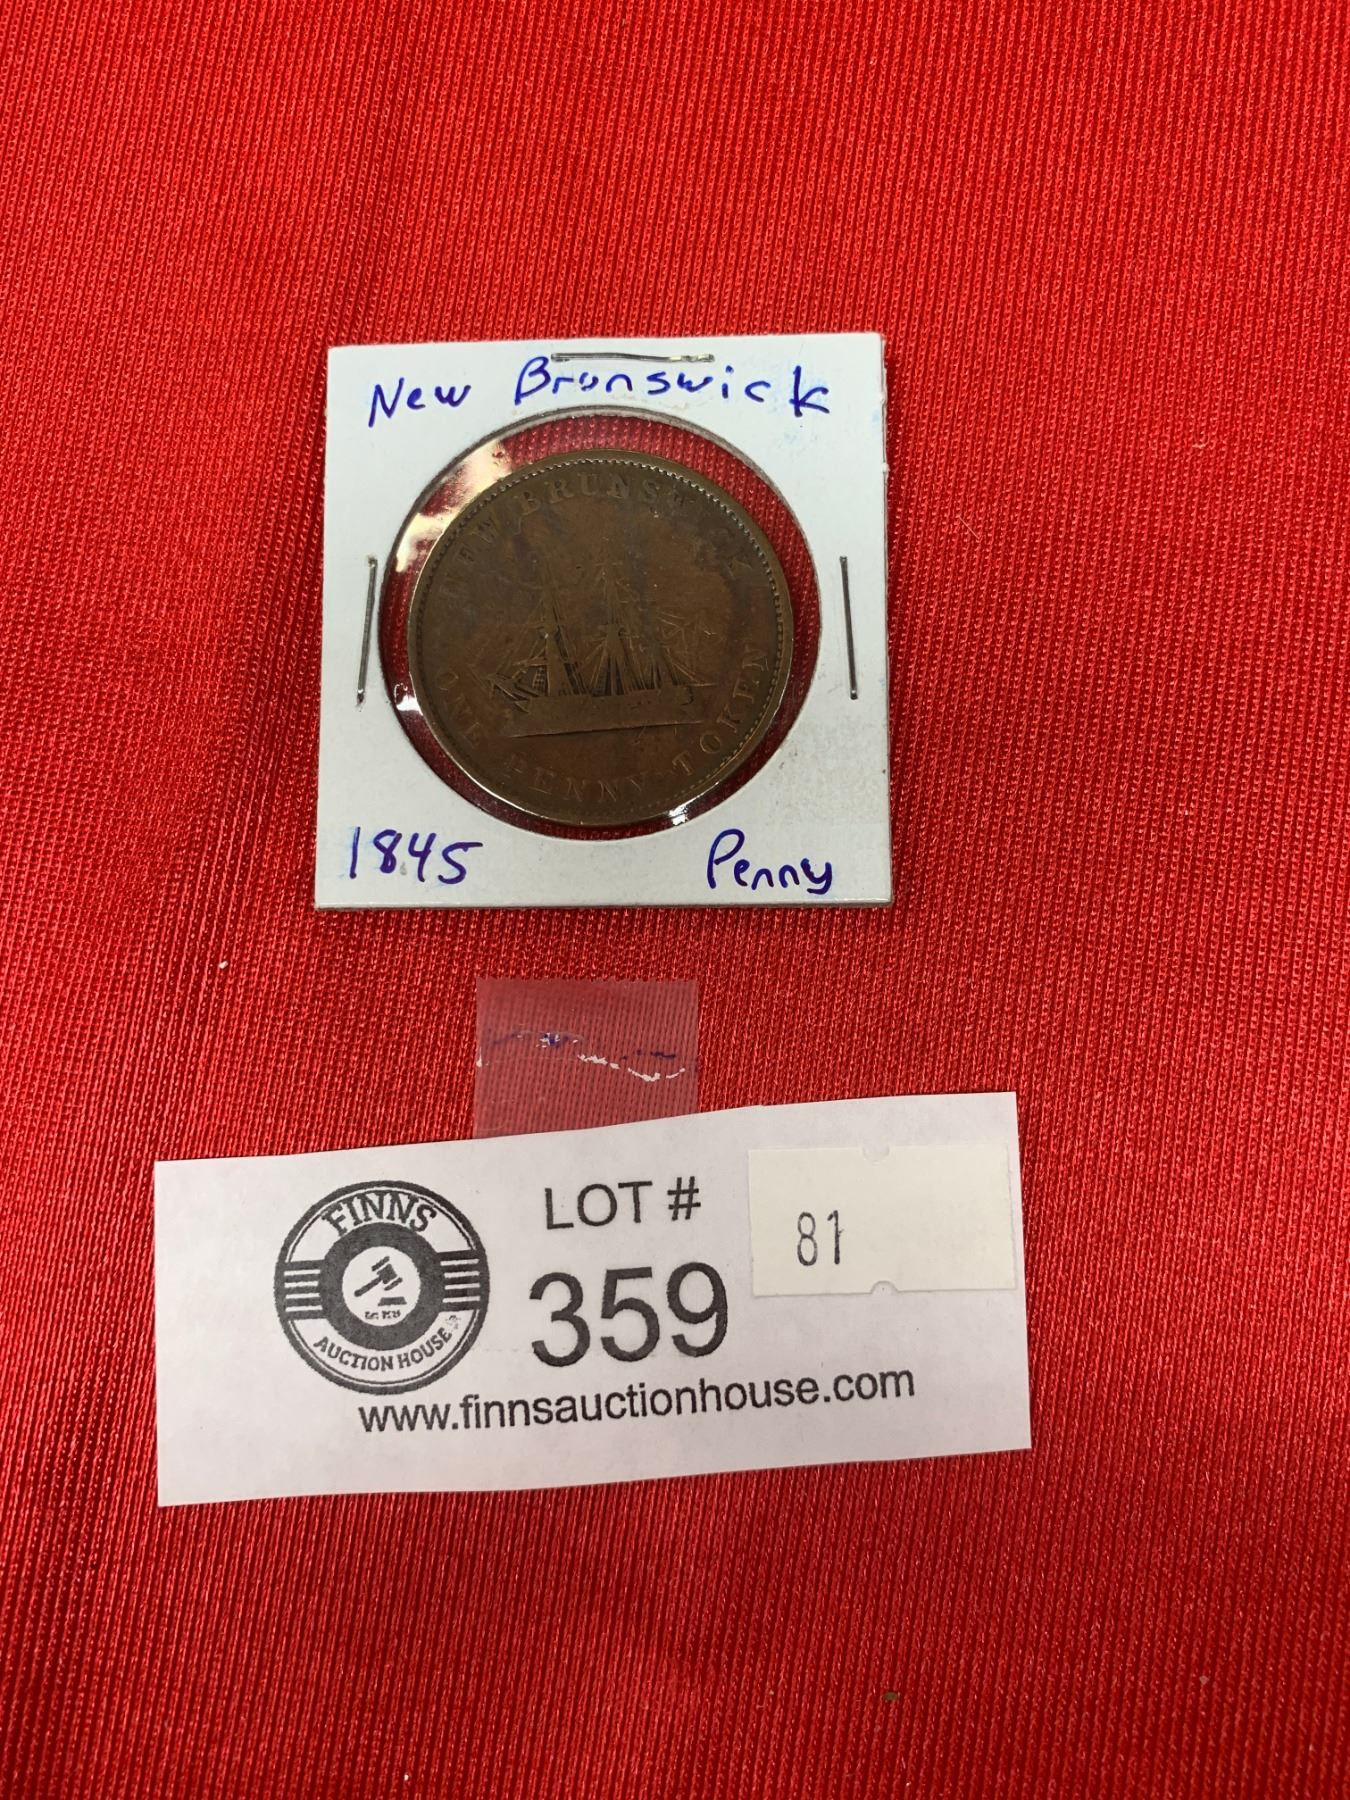 New Brunswick
NEW BRUNSWICK
ONE PENNY TOKEN
1845
Penny
FINNS
AUCTION HOUSE
LOT #
359
81
www.finnsauctionhouse.com